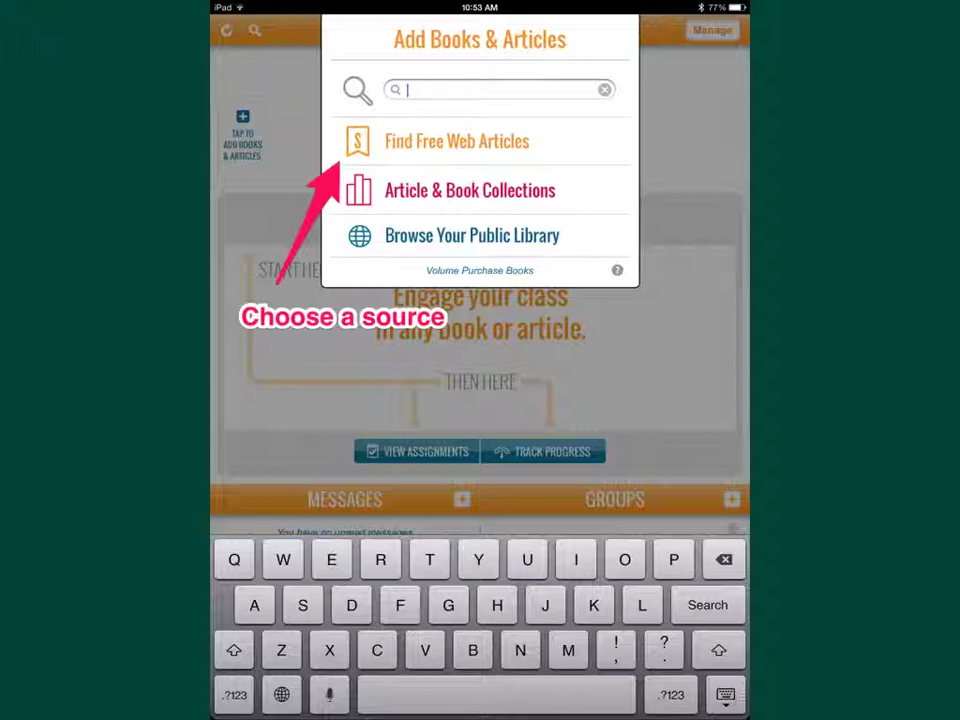 iPad
10:53 AM
77%
Manage
Add Books & Articles
TAP TO
ADD BOOKS
& ARTICLES
Find Free Web Articles
Article & Book Collections
Browse Your Public Library
Volume Purchase Books
?
START HE
Choose a source
Engage your class
in any book or article.
THEN HERE
VIEW ASSIGNMENTS
TRACK PROGRESS
MESSAGES
GROUPS
You have no unread messages
Q W E R T Y U I O P
A S D F G H J K L Search
Z X C V B N M ! , ? .
.?123 .?123